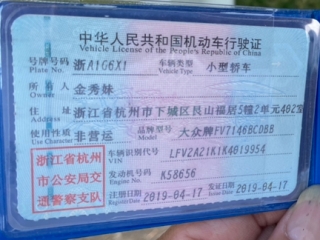 中华人民共和国机动车行驶证
Vehicle License of the People's Republic of China
号牌号码 浙A1G6X1 车辆类型 小型轿车
Plate No. Vehicle Type
所有人 金秀妹
Owner
住址 浙江省杭州市下城区艮山福居5幢2单元402室
Address
使用性质 非营运 品牌型号 大众牌FV7146BCDBB
Use Character
浙江省杭州
市公安局交
通警察支队
车辆识别代号 LFV2A21K1K4019954
VIN
发动机号码 K58656
Engine No.
注册日期 2019-04-17 发证日期 2019-04-17
Register Date Issue Date